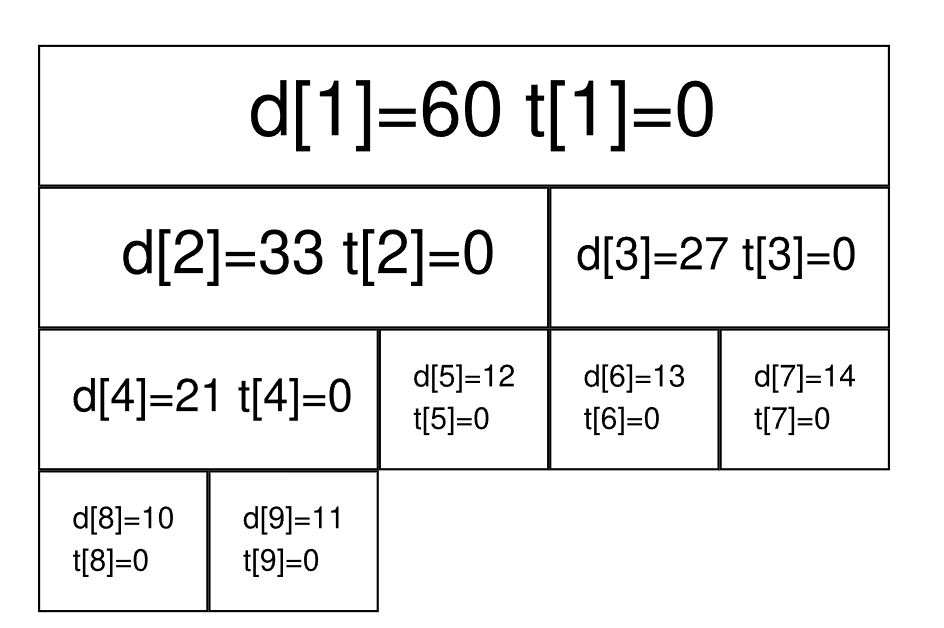 d[1]=60 t[1]=0
d[2]=33 t[2]=0
d[3]=27 t[3]=0
d[4]=21 t[4]=0
d[5]=12
t[5]=0
d[6]=13
t[6]=0
d[7]=14
t[7]=0
d[8]=10
t[8]=0
d[9]=11
t[9]=0